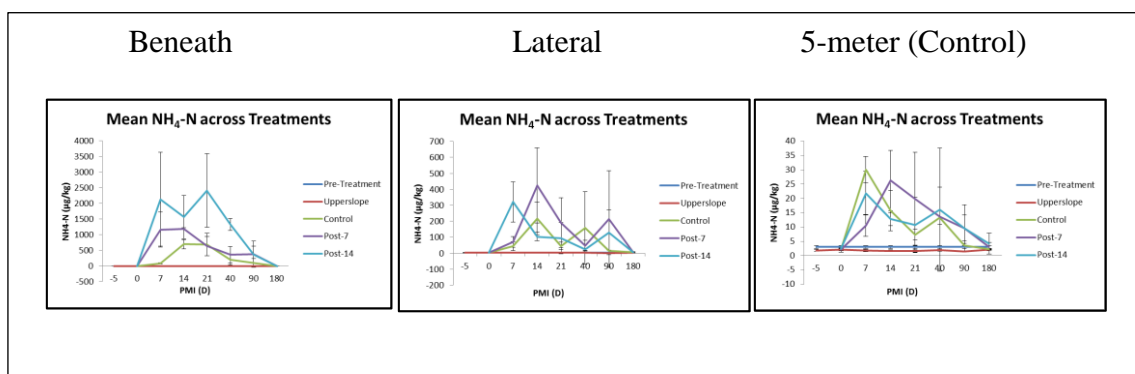 Beneath Lateral 5-meter (Control)
Mean NH₄-N across Treatments
4000
3500
3000
2500
2000
1500
1000
500
0
-500
NH4-N (µg/kg)
-5 0 7 14 21 40 90 180
PMI (D)
Pre-Treatment
Upperslope
Control
Post-7
Post-14
Mean NH₄-N across Treatments
700
600
500
400
300
200
100
0
-100
-200
NH4-N (µg/kg)
-5 0 7 14 21 40 90 180
PMI (D)
Pre-Treatment
Upperslope
Control
Post-7
Post-14
Mean NH₄-N across Treatments
40
35
30
25
20
15
10
5
0
-5
-10
NH4-N (µg/kg)
-5 0 7 14 21 40 90 180
PMI (D)
Pre-Treatment
Upperslope
Control
Post-7
Post-14